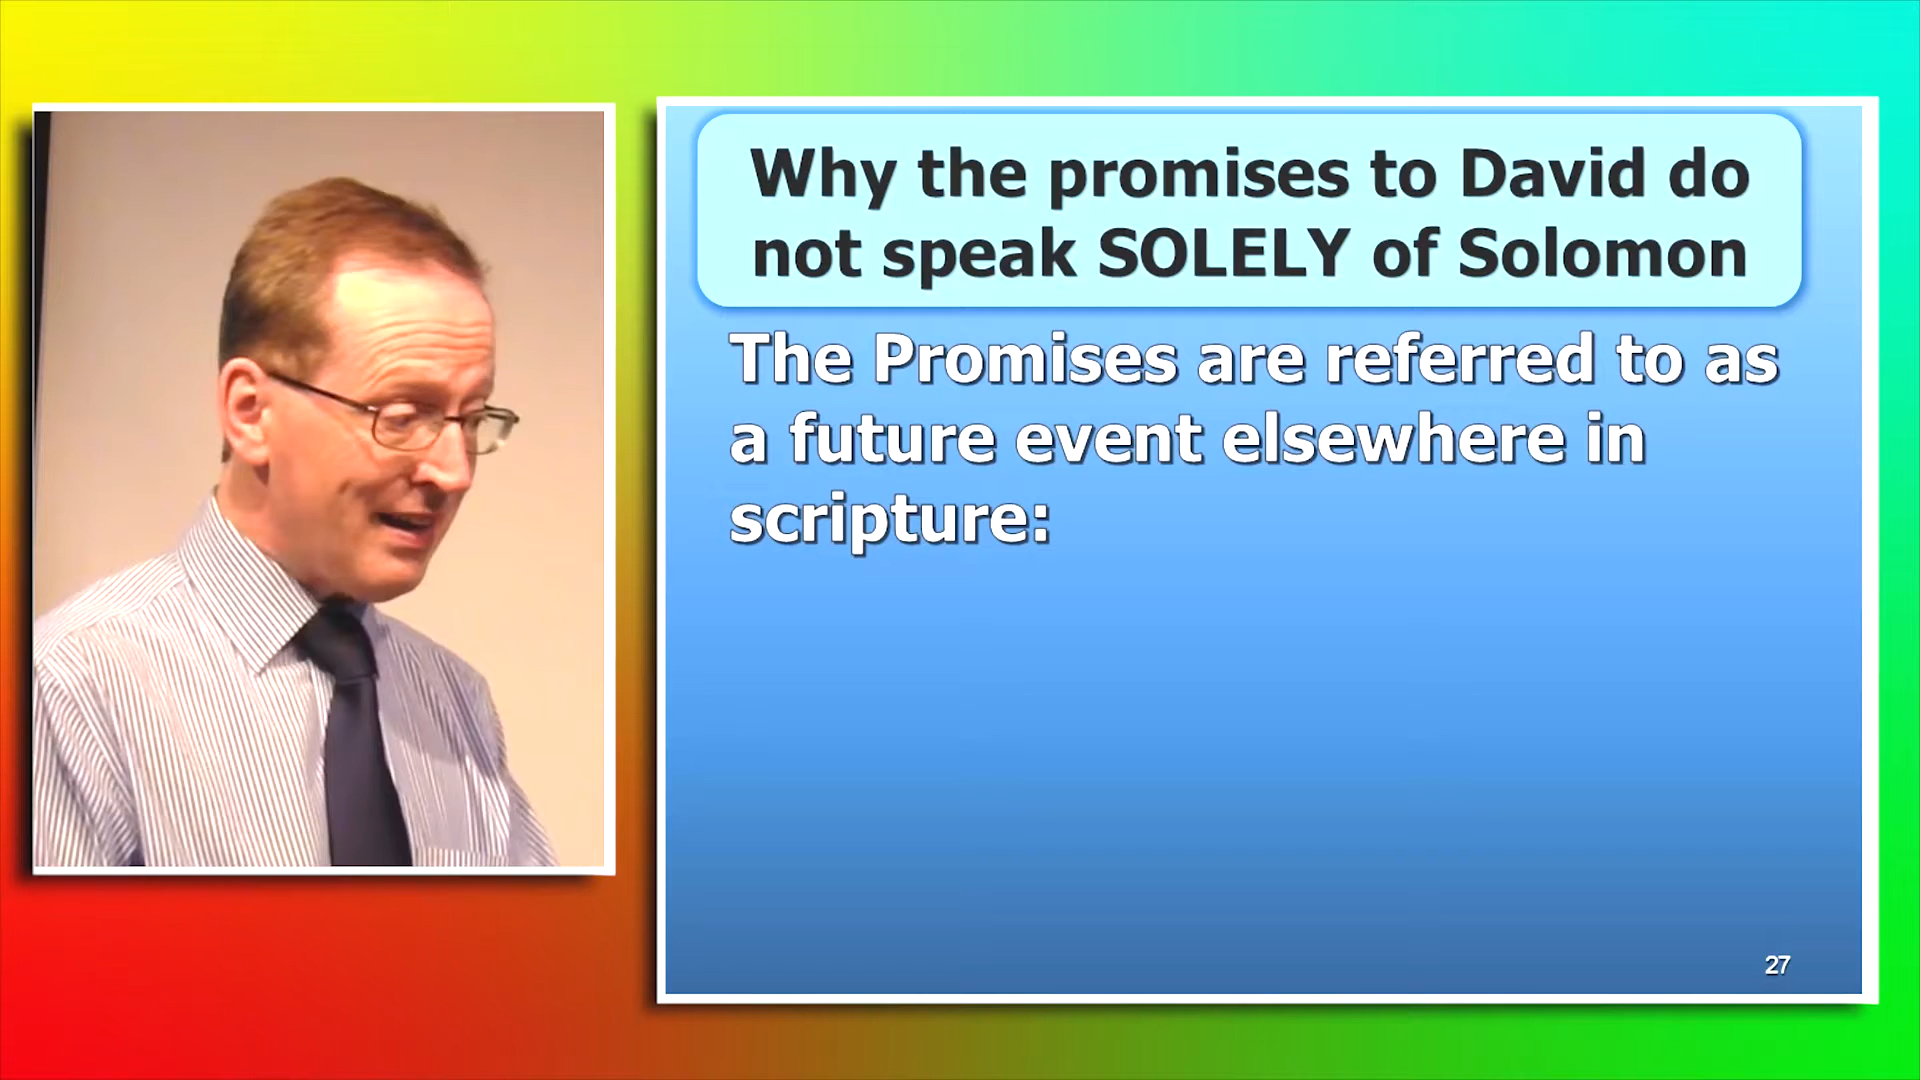 Why the promises to David do
not speak SOLELY of Solomon
The Promises are referred to as
a future event elsewhere in
scripture:
27